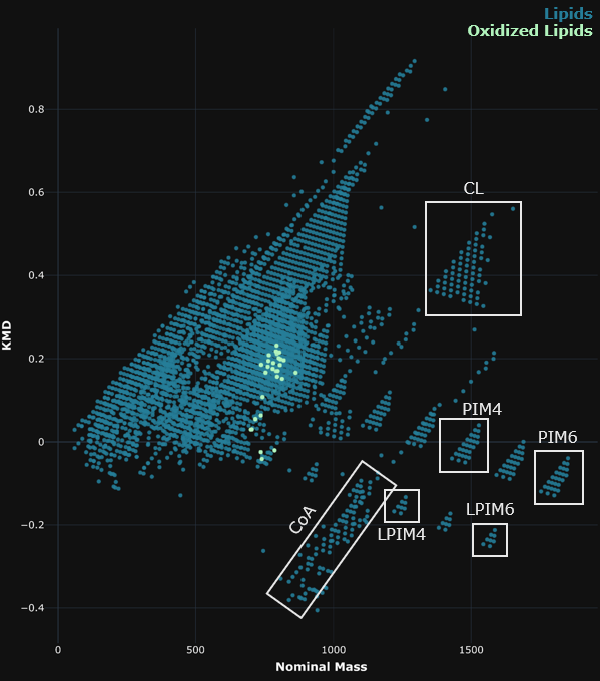 Lipids
Oxidized Lipids
0.8
0.6
0.4
0.2
0
−0.2
−0.4
KMD
CL
PIM4
PIM6
CoA
LPIM4
LPIM6
0
500
1000
1500
Nominal Mass